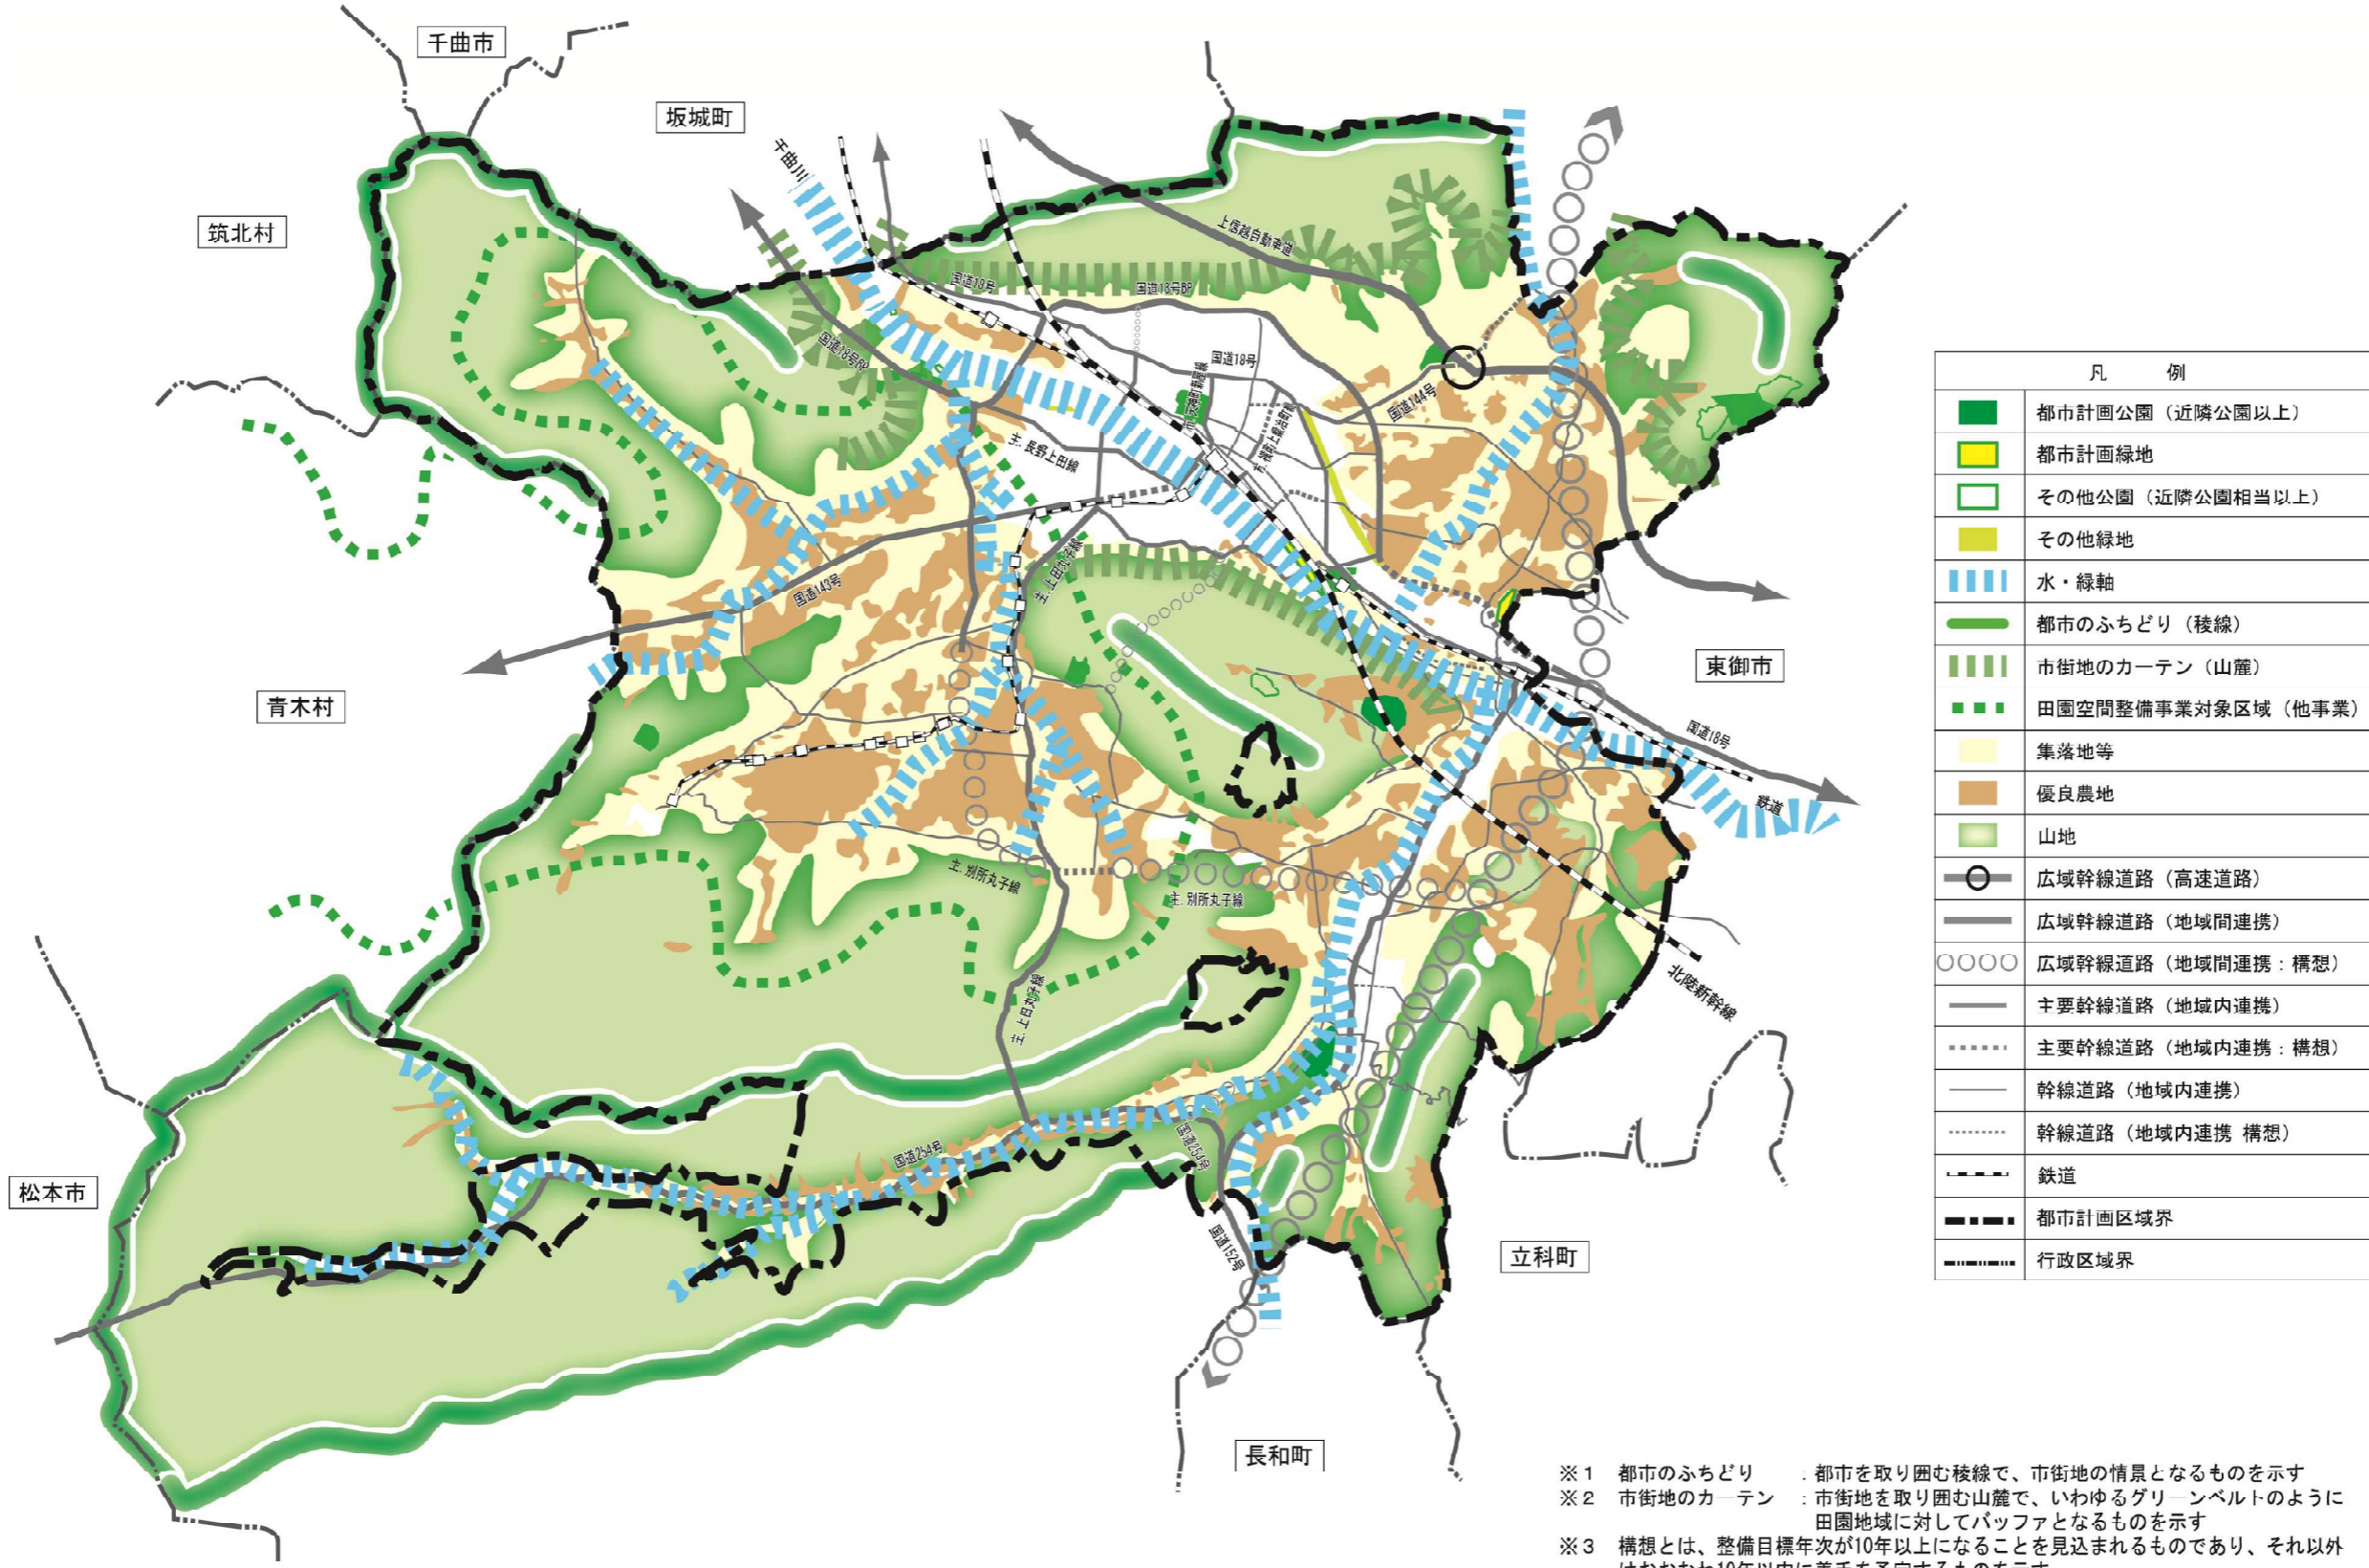 千曲市
坂城町
筑北村
青木村
松本市
東御市
立科町
長和町
上信越自動車道
国道18号
国道18号BP
国道18号BP
国道18号
国道144号
主.長野上田線
国道143号
主.上田丸子線
国道18号
鉄道
主.別所丸子線
主.別所丸子線
北陸新幹線
国道254号
国道254号
国道152号
凡 例
都市計画公園（近隣公園以上）
都市計画緑地
その他公園（近隣公園相当以上）
その他緑地
水・緑軸
都市のふちどり（稜線）
市街地のカーテン（山麓）
田園空間整備事業対象区域（他事業）
集落地等
優良農地
山地
広域幹線道路（高速道路）
広域幹線道路（地域間連携）
広域幹線道路（地域間連携：構想）
主要幹線道路（地域内連携）
主要幹線道路（地域内連携：構想）
幹線道路（地域内連携）
幹線道路（地域内連携 構想）
鉄道
都市計画区域界
行政区域界
※１ 都市のふちどり ：都市を取り囲む稜線で、市街地の情景となるものを示す
※２ 市街地のカーテン ：市街地を取り囲む山麓で、いわゆるグリーンベルトのように
田園地域に対してバッファとなるものを示す
※３ 構想とは、整備目標年次が10年以上になることを見込まれるものであり、それ以外